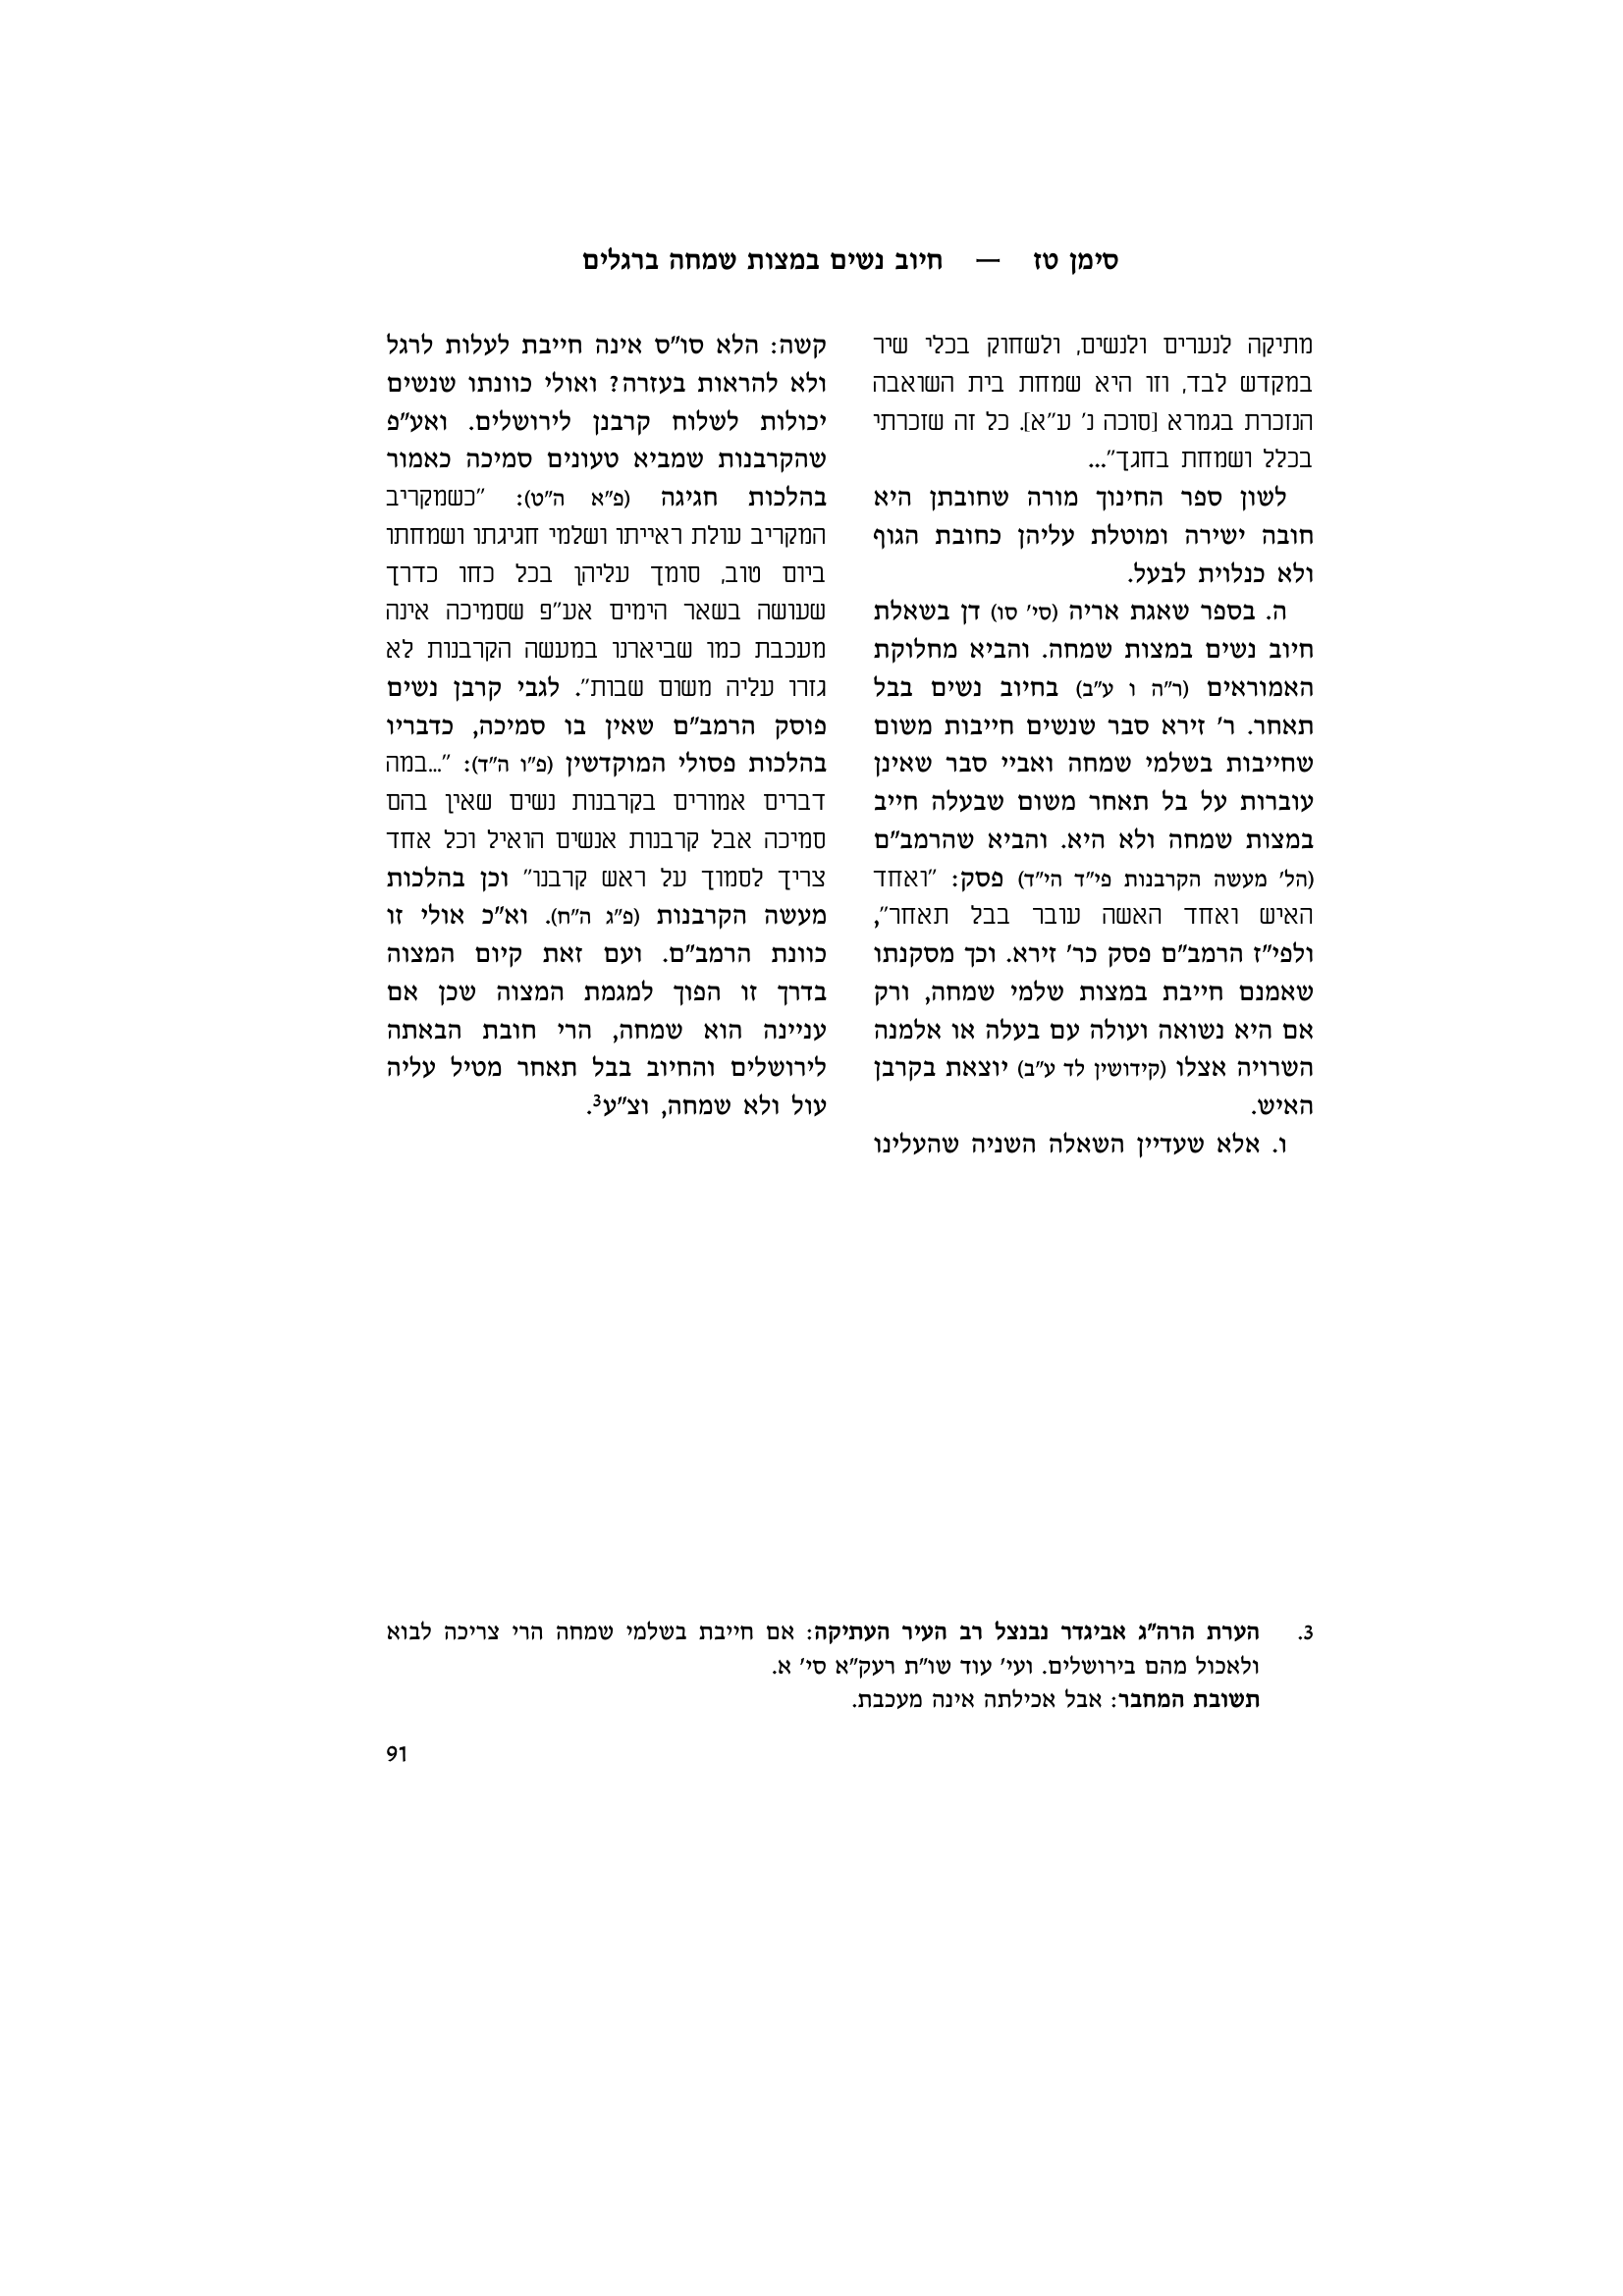 סימן טז — חיוב נשים במצות שמחה ברגלים
מתיקה לנערים ולנשים, ולשחוק בכלי שיר
במקדש לבד, וזו היא שמחת בית השואבה
הנזכרת בגמרא [סוכה נ' ע"א]. כל זה שזכרתי
בכלל ושמחת בחגך"...
לשון ספר החינוך מורה שחובתן היא
חובה ישירה ומוטלת עליהן כחובת הגוף
ולא כנלוית לבעל.
ה. בספר שאגת אריה (סי' סו) דן בשאלת
חיוב נשים במצות שמחה. והביא מחלוקת
האמוראים (ר"ה ו ע"ב) בחיוב נשים בבל
תאחר. ר' זירא סבר שנשים חייבות משום
שחייבות בשלמי שמחה ואביי סבר שאינן
עוברות על בל תאחר משום שבעלה חייב
במצות שמחה ולא היא. והביא שהרמב"ם
(הל' מעשה הקרבנות פי"ד הי"ד) פסק: "ואחד
האיש ואחד האשה עובר בבל תאחר",
ולפי"ז הרמב"ם פסק כר' זירא. וכך מסקנתו
שאמנם חייבת במצות שלמי שמחה, ורק
אם היא נשואה ועולה עם בעלה או אלמנה
השרויה אצלו (קידושין לד ע"ב) יוצאת בקרבן
האיש.
ו. אלא שעדיין השאלה השניה שהעלינו
קשה: הלא סו"ס אינה חייבת לעלות לרגל
ולא להראות בעזרה? ואולי כוונתו שנשים
יכולות לשלוח קרבנן לירושלים. ואע"פ
שהקרבנות שמביא טעונים סמיכה כאמור
בהלכות חגיגה (פ"א ה"ט): "כשמקריב
המקריב עולת ראייתו ושלמי חגיגתו ושמחתו
ביום טוב, סומך עליהן בכל כחו כדרך
שעושה בשאר הימים אע"פ שסמיכה אינה
מעכבת כמו שביארנו במעשה הקרבנות לא
גזרו עליה משום שבות". לגבי קרבן נשים
פוסק הרמב"ם שאין בו סמיכה, כדבריו
בהלכות פסולי המוקדשין (פ"ו ה"ד): "...במה
דברים אמורים בקרבנות נשים שאין בהם
סמיכה אבל קרבנות אנשים הואיל וכל אחד
צריך לסמוך על ראש קרבנו" וכן בהלכות
מעשה הקרבנות (פ"ג ה"ח). וא"כ אולי זו
כוונת הרמב"ם. ועם זאת קיום המצוה
בדרך זו הפוך למגמת המצוה שכן אם
עניינה הוא שמחה, הרי חובת הבאתה
לירושלים והחיוב בבל תאחר מטיל עליה
עול ולא שמחה, וצ"ע3.
3. הערת הרה"ג אביגדר נבנצל רב העיר העתיקה: אם חייבת בשלמי שמחה הרי צריכה לבוא
ולאכול מהם בירושלים. ועי' עוד שו"ת רעק"א סי' א.
תשובת המחבר: אבל אכילתה אינה מעכבת.
91